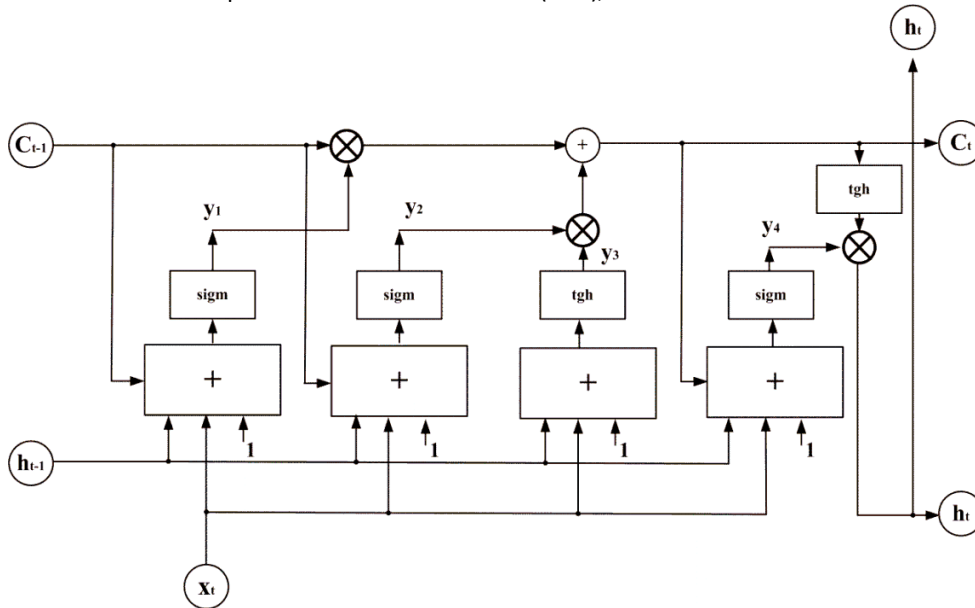 hₜ
Cₜ₋₁
+
Cₜ
tgh
y₁
y₂
y₄
y₃
sigm
sigm
tgh
sigm
+
+
+
+
1
1
1
1
hₜ₋₁
hₜ
xₜ